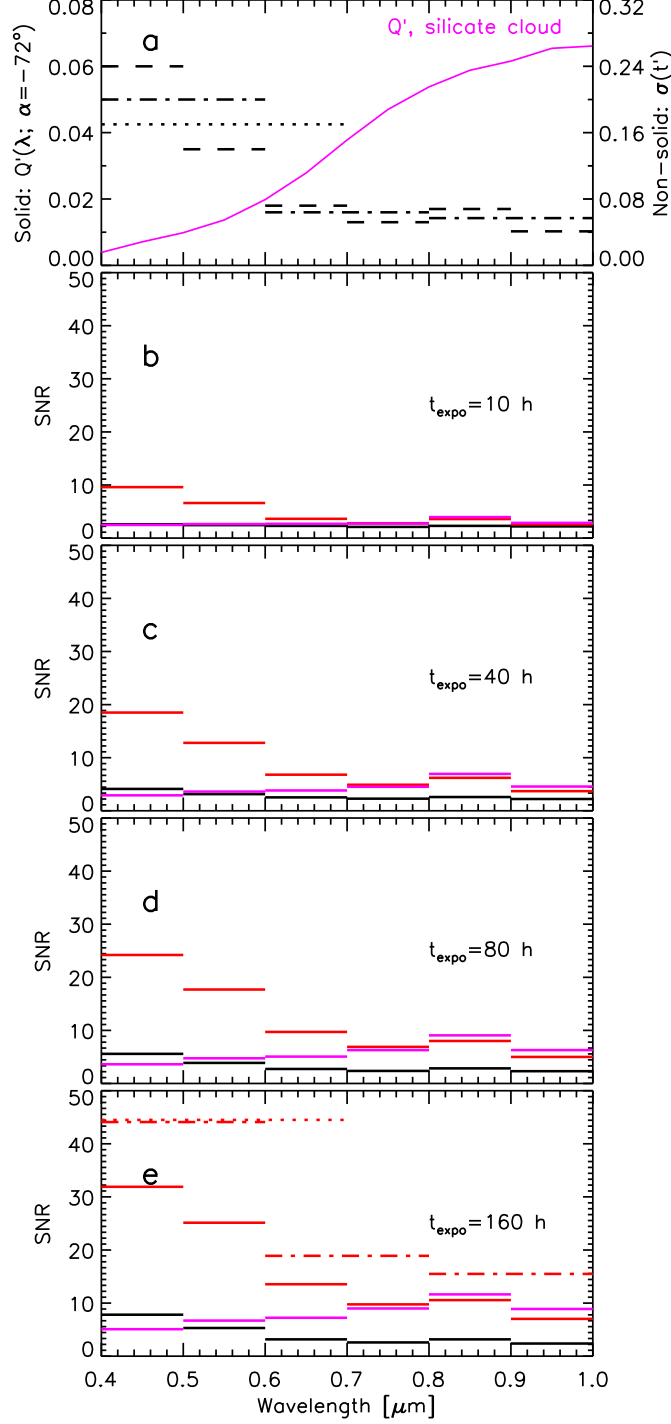 0.08
0.06
0.04
0.02
0.00
Solid: Q'(λ; α=−72°)
a
Q', silicate cloud
0.32
0.24
0.16
0.08
0.00
Non−solid: σ(t')
50
40
30
20
10
0
SNR
b
t_expo=10 h
50
40
30
20
10
0
SNR
c
t_expo=40 h
50
40
30
20
10
0
SNR
d
t_expo=80 h
50
40
30
20
10
0
SNR
e
t_expo=160 h
0.4 0.5 0.6 0.7 0.8 0.9 1.0
Wavelength [μm]